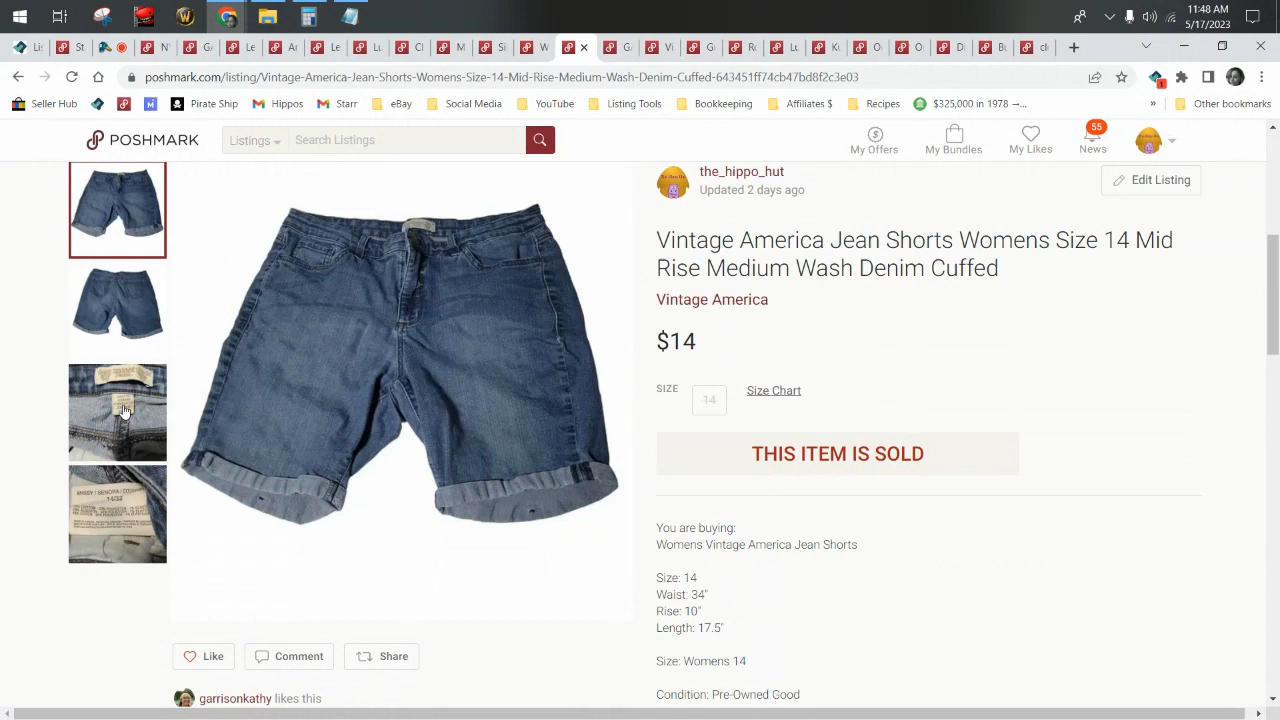 11:48 AM
5/17/2023
poshmark.com/listing/Vintage-America-Jean-Shorts-Womens-Size-14-Mid-Rise-Medium-Wash-Denim-Cuffed-643451ff74cb47bd8f2c3e03
Seller Hub Pirate Ship Hippos Starr eBay Social Media YouTube Listing Tools Bookkeeping Affiliates $ Recipes $325,000 in 1978 →... » Other bookmarks
POSHMARK Listings Search Listings My Offers My Bundles My Likes 55 News
the_hippo_hut
Updated 2 days ago
Edit Listing
Vintage America Jean Shorts Womens Size 14 Mid
Rise Medium Wash Denim Cuffed
Vintage America
$14
SIZE 14 Size Chart
THIS ITEM IS SOLD
You are buying:
Womens Vintage America Jean Shorts
Size: 14
Waist: 34"
Rise: 10"
Length: 17.5"
Size: Womens 14
Condition: Pre-Owned Good
MISSY / SENORA
14/32
Like Comment Share
garrisonkathy likes this